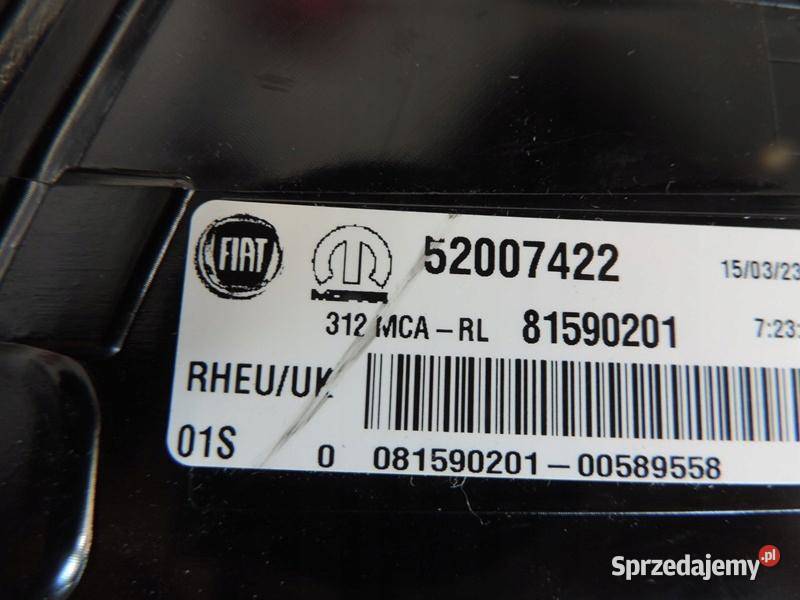 FIAT MOPAR 52007422 15/03/23
312 MCA-RL 81590201 7:23:
RHEU/UK
01S 0 081590201-00589558
Sprzedajemy.pl